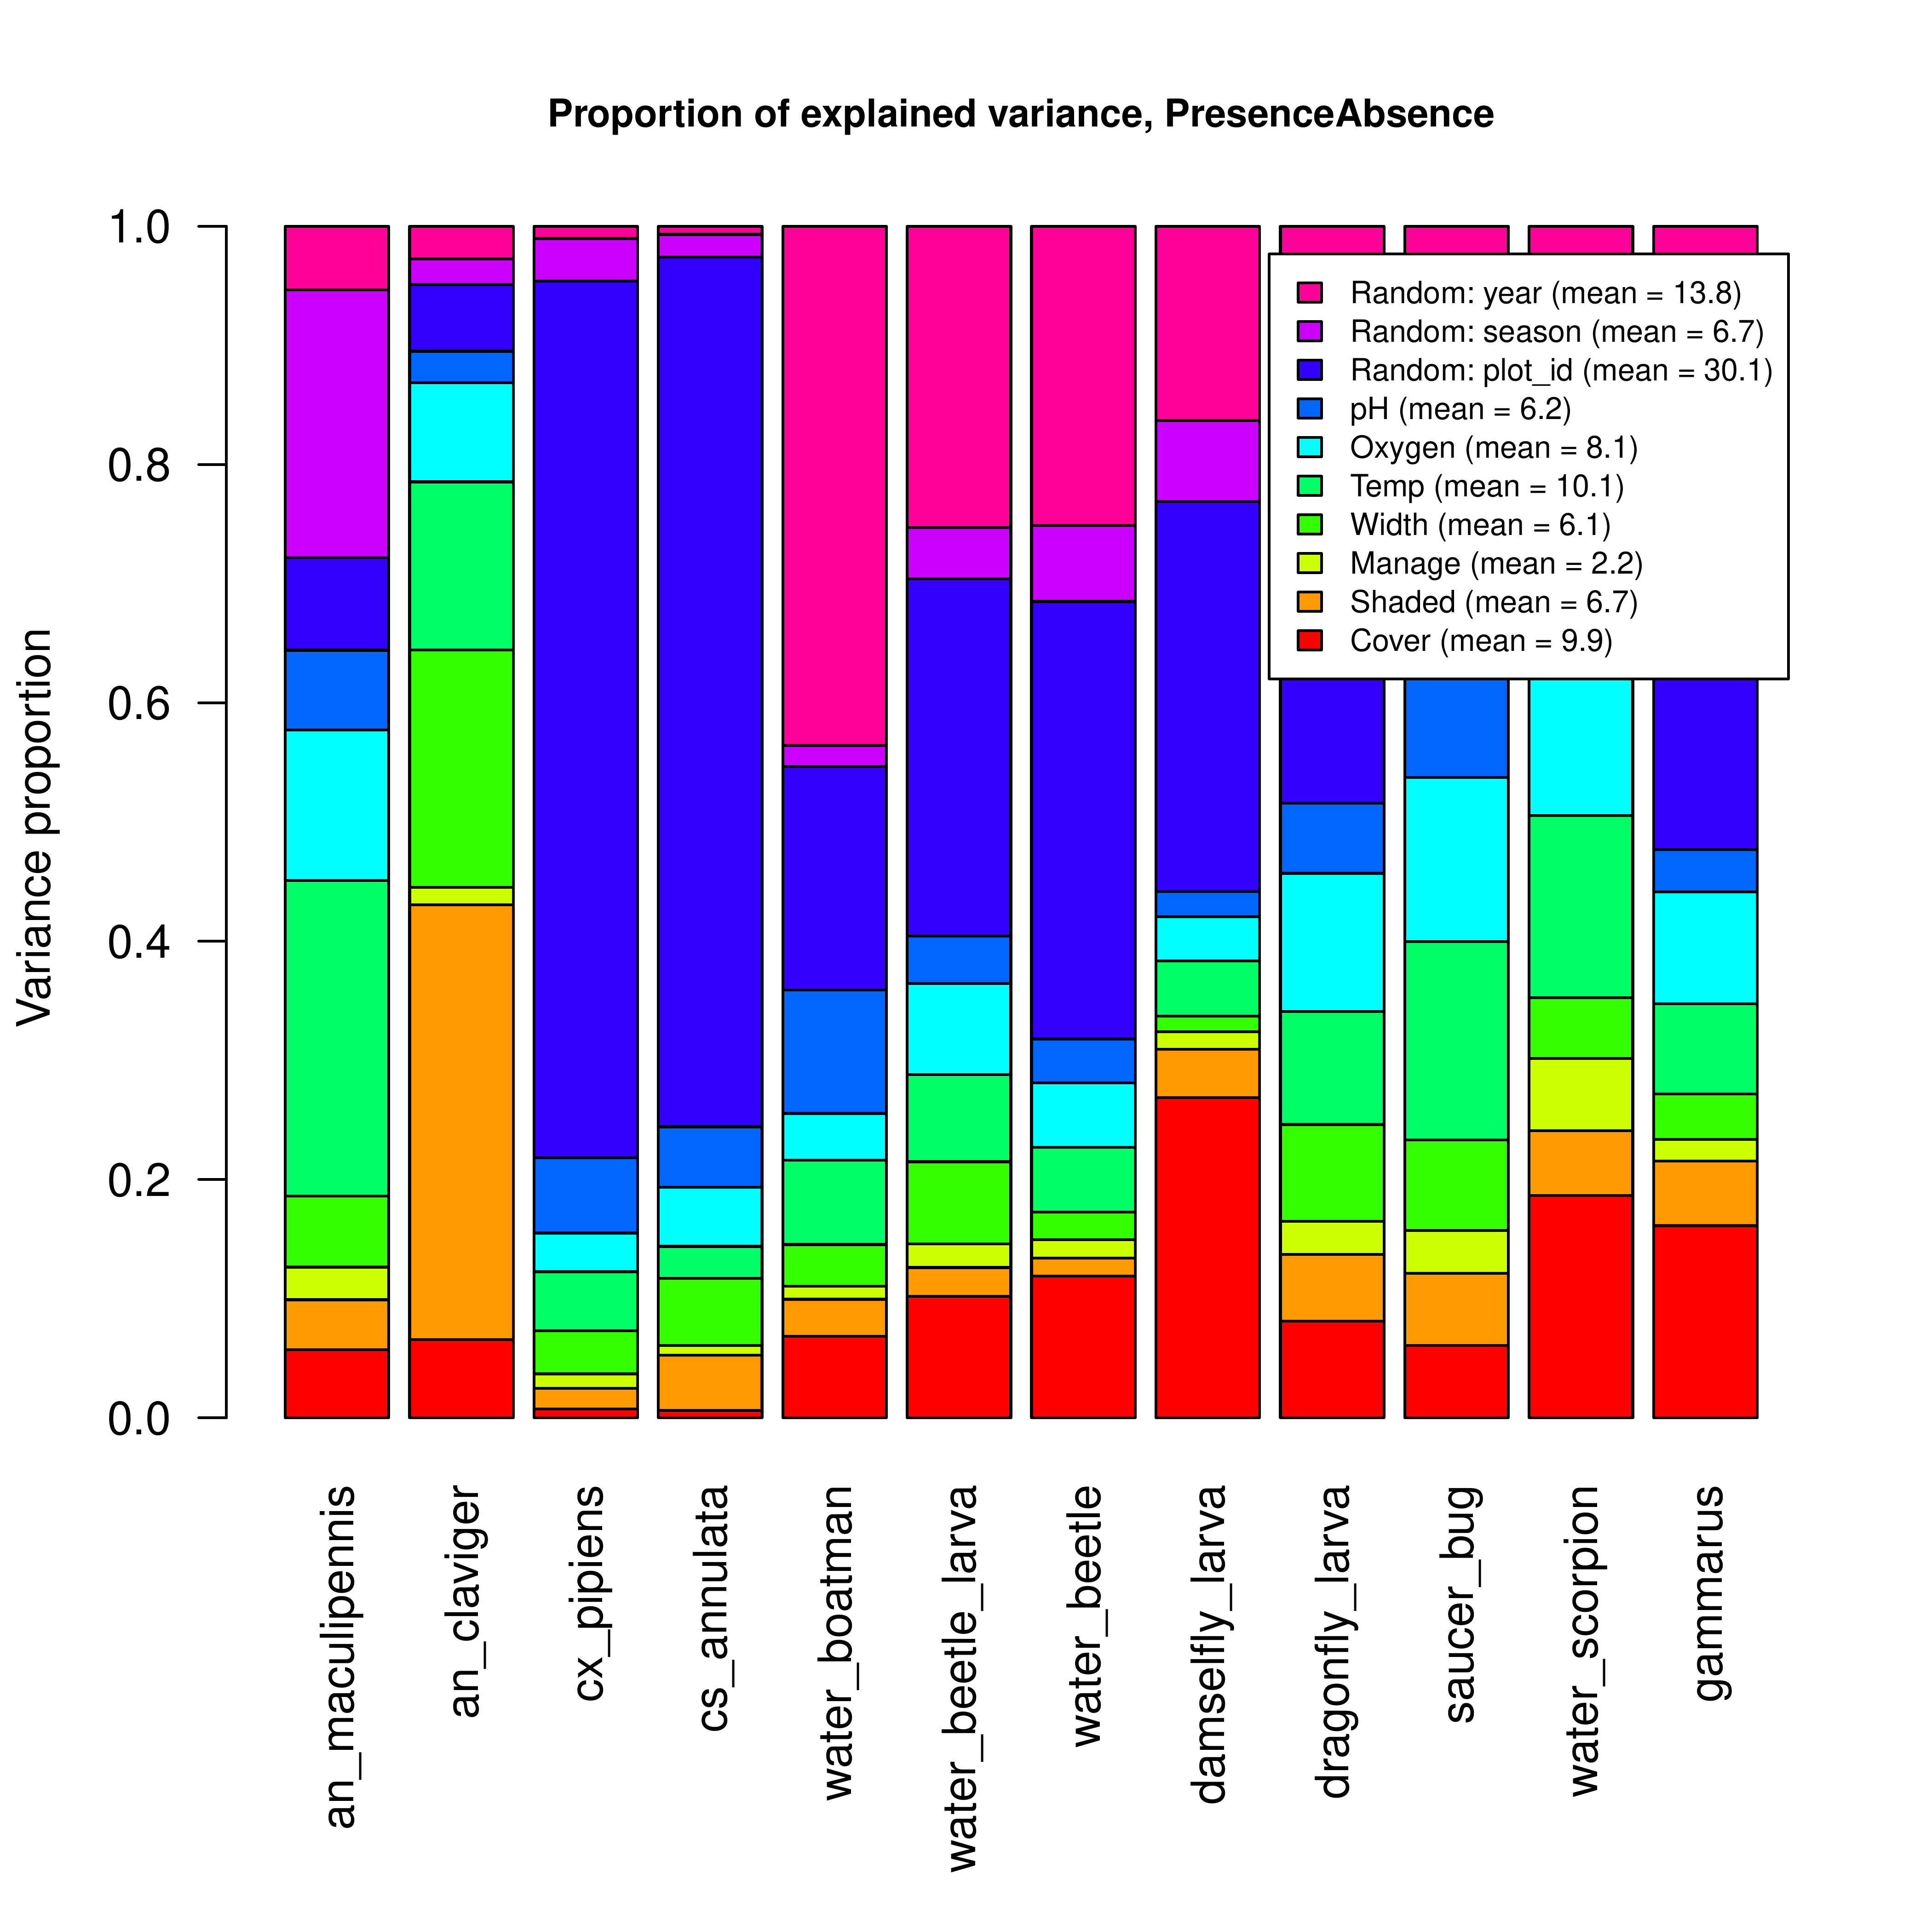 Proportion of explained variance, PresenceAbsence
Variance proportion
1.0
0.8
0.6
0.4
0.2
0.0
Random: year (mean = 13.8)
Random: season (mean = 6.7)
Random: plot_id (mean = 30.1)
pH (mean = 6.2)
Oxygen (mean = 8.1)
Temp (mean = 10.1)
Width (mean = 6.1)
Manage (mean = 2.2)
Shaded (mean = 6.7)
Cover (mean = 9.9)
an_maculipennis
an_claviger
cx_pipiens
cs_annulata
water_boatman
water_beetle_larva
water_beetle
damselfly_larva
dragonfly_larva
saucer_bug
water_scorpion
gammarus